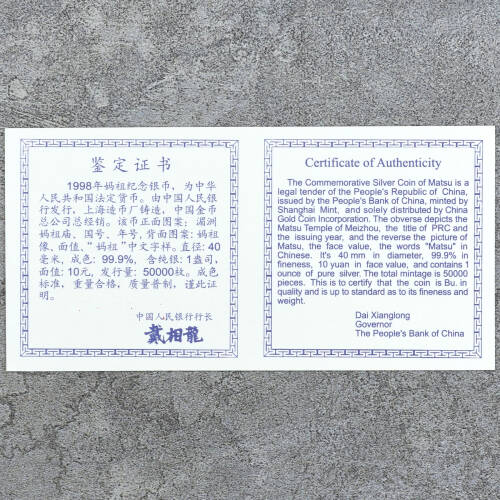 鉴定证书
1998年妈祖纪念银币，为中华
人民共和国法定货币。由中国人民银
行发行，上海造币厂铸造，中国金币
总公司总经销。该币正面图案：湄洲
妈祖庙、国号、年号，背面图案：妈祖
像，面值，“妈祖”中文字样。直径：40
毫米，成色：99.9%，含纯银：1盎司，
面值：10元，发行量：50000枚。成色
标准，重量合格，质量普制，谨此证
明。
中国人民银行行长
戴相龍
Certificate of Authenticity
The Commemorative Silver Coin of Matsu is a
legal tender of the People's Republic of China,
issued by the People's Bank of China, minted by
Shanghai Mint, and solely distributed by China
Gold Coin Incorporation. The obverse depicts the
Matsu Temple of Meizhou, the title of PRC and
the issuing year, and the reverse the picture of
Matsu, the face value, the words "Matsu" in
Chinese. It's 40 mm in diameter, 99.9% in
fineness, 10 yuan in face value, and contains 1
ounce of pure silver. The total mintage is 50000
pieces. This is to certify that the coin is Bu. in
quality and is up to standard as to its fineness and
weight.
Dai Xianglong
Governor
The People's Bank of China